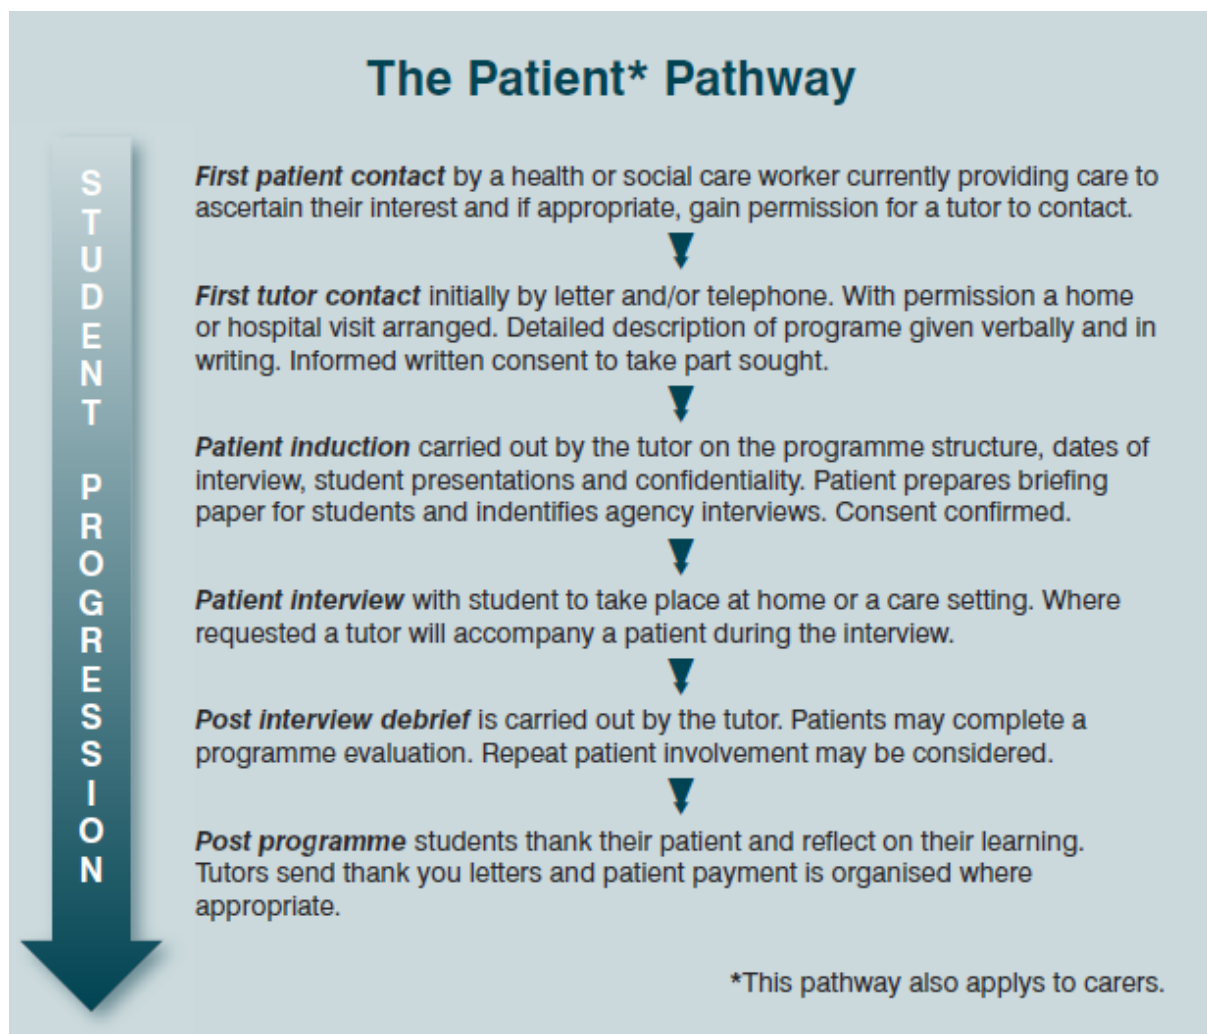 The Patient* Pathway
STUDENT PROGRESSION
First patient contact by a health or social care worker currently providing care to
ascertain their interest and if appropriate, gain permission for a tutor to contact.
First tutor contact initially by letter and/or telephone. With permission a home
or hospital visit arranged. Detailed description of programe given verbally and in
writing. Informed written consent to take part sought.
Patient induction carried out by the tutor on the programme structure, dates of
interview, student presentations and confidentiality. Patient prepares briefing
paper for students and indentifies agency interviews. Consent confirmed.
Patient interview with student to take place at home or a care setting. Where
requested a tutor will accompany a patient during the interview.
Post interview debrief is carried out by the tutor. Patients may complete a
programme evaluation. Repeat patient involvement may be considered.
Post programme students thank their patient and reflect on their learning.
Tutors send thank you letters and patient payment is organised where
appropriate.
*This pathway also applys to carers.